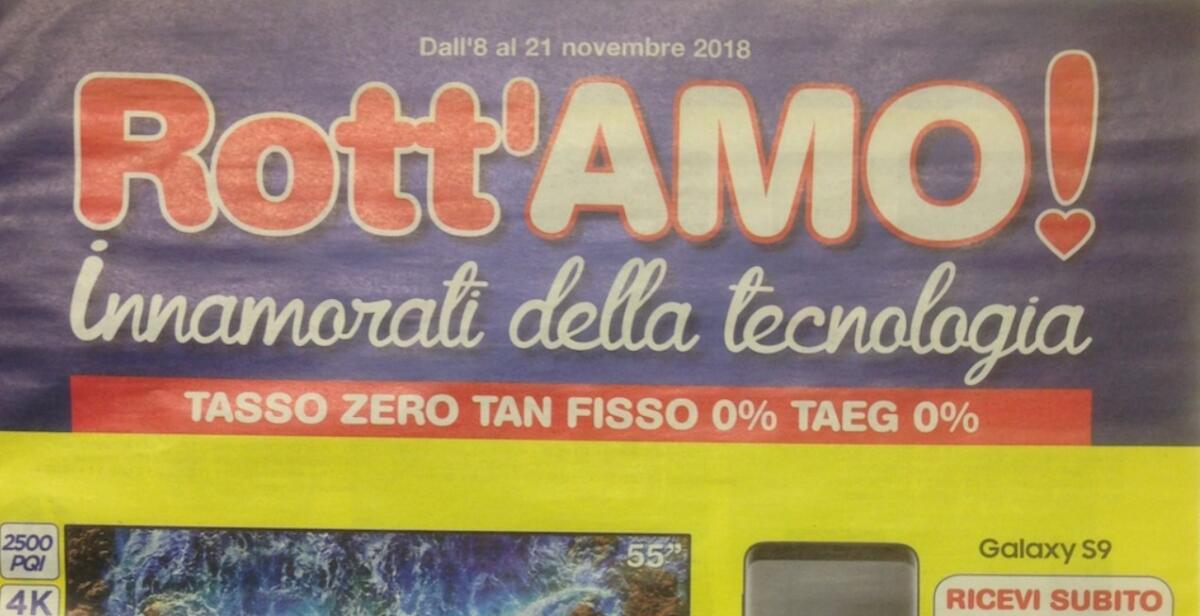 Dall'8 al 21 novembre 2018
Rott'AMO!
innamorati della tecnologia
TASSO ZERO TAN FISSO 0% TAEG 0%
2500
PQI
4K
55”
Galaxy S9
RICEVI SUBITO